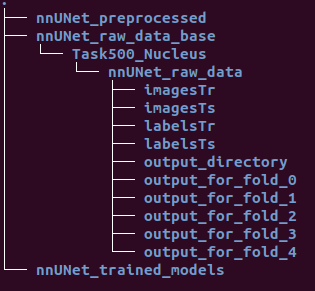 .
nnUNet_preprocessed
nnUNet_raw_data_base
Task500_Nucleus
nnUNet_raw_data
imagesTr
imagesTs
labelsTr
labelsTs
output_directory
output_for_fold_0
output_for_fold_1
output_for_fold_2
output_for_fold_3
output_for_fold_4
nnUNet_trained_models